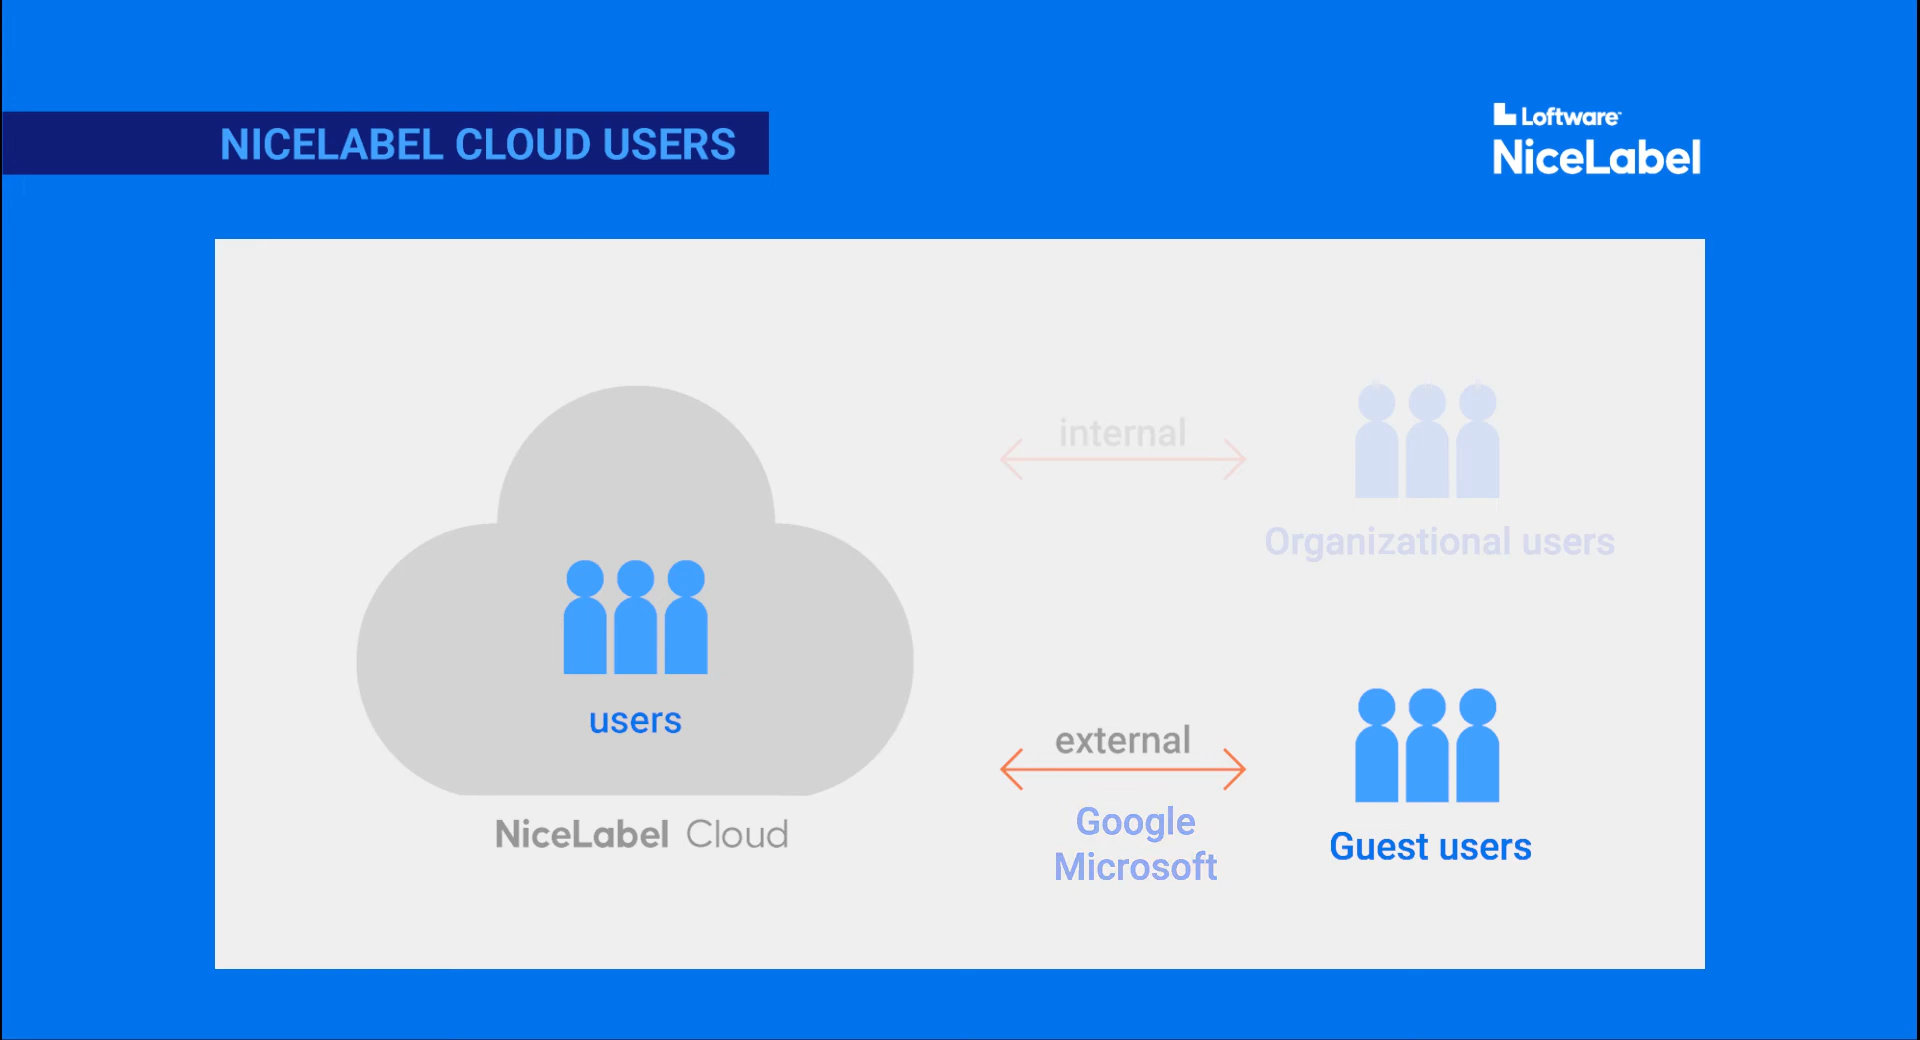 NICELABEL CLOUD USERS
Loftware
NiceLabel
internal
Organizational users
users
external
Google
Microsoft
Guest users
NiceLabel Cloud